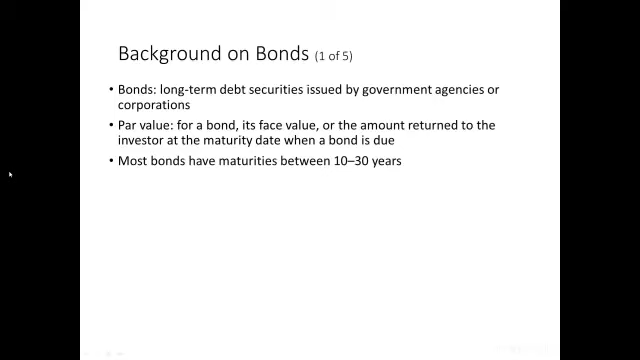 Background on Bonds (1 of 5)
• Bonds: long-term debt securities issued by government agencies or
corporations
• Par value: for a bond, its face value, or the amount returned to the
investor at the maturity date when a bond is due
• Most bonds have maturities between 10–30 years